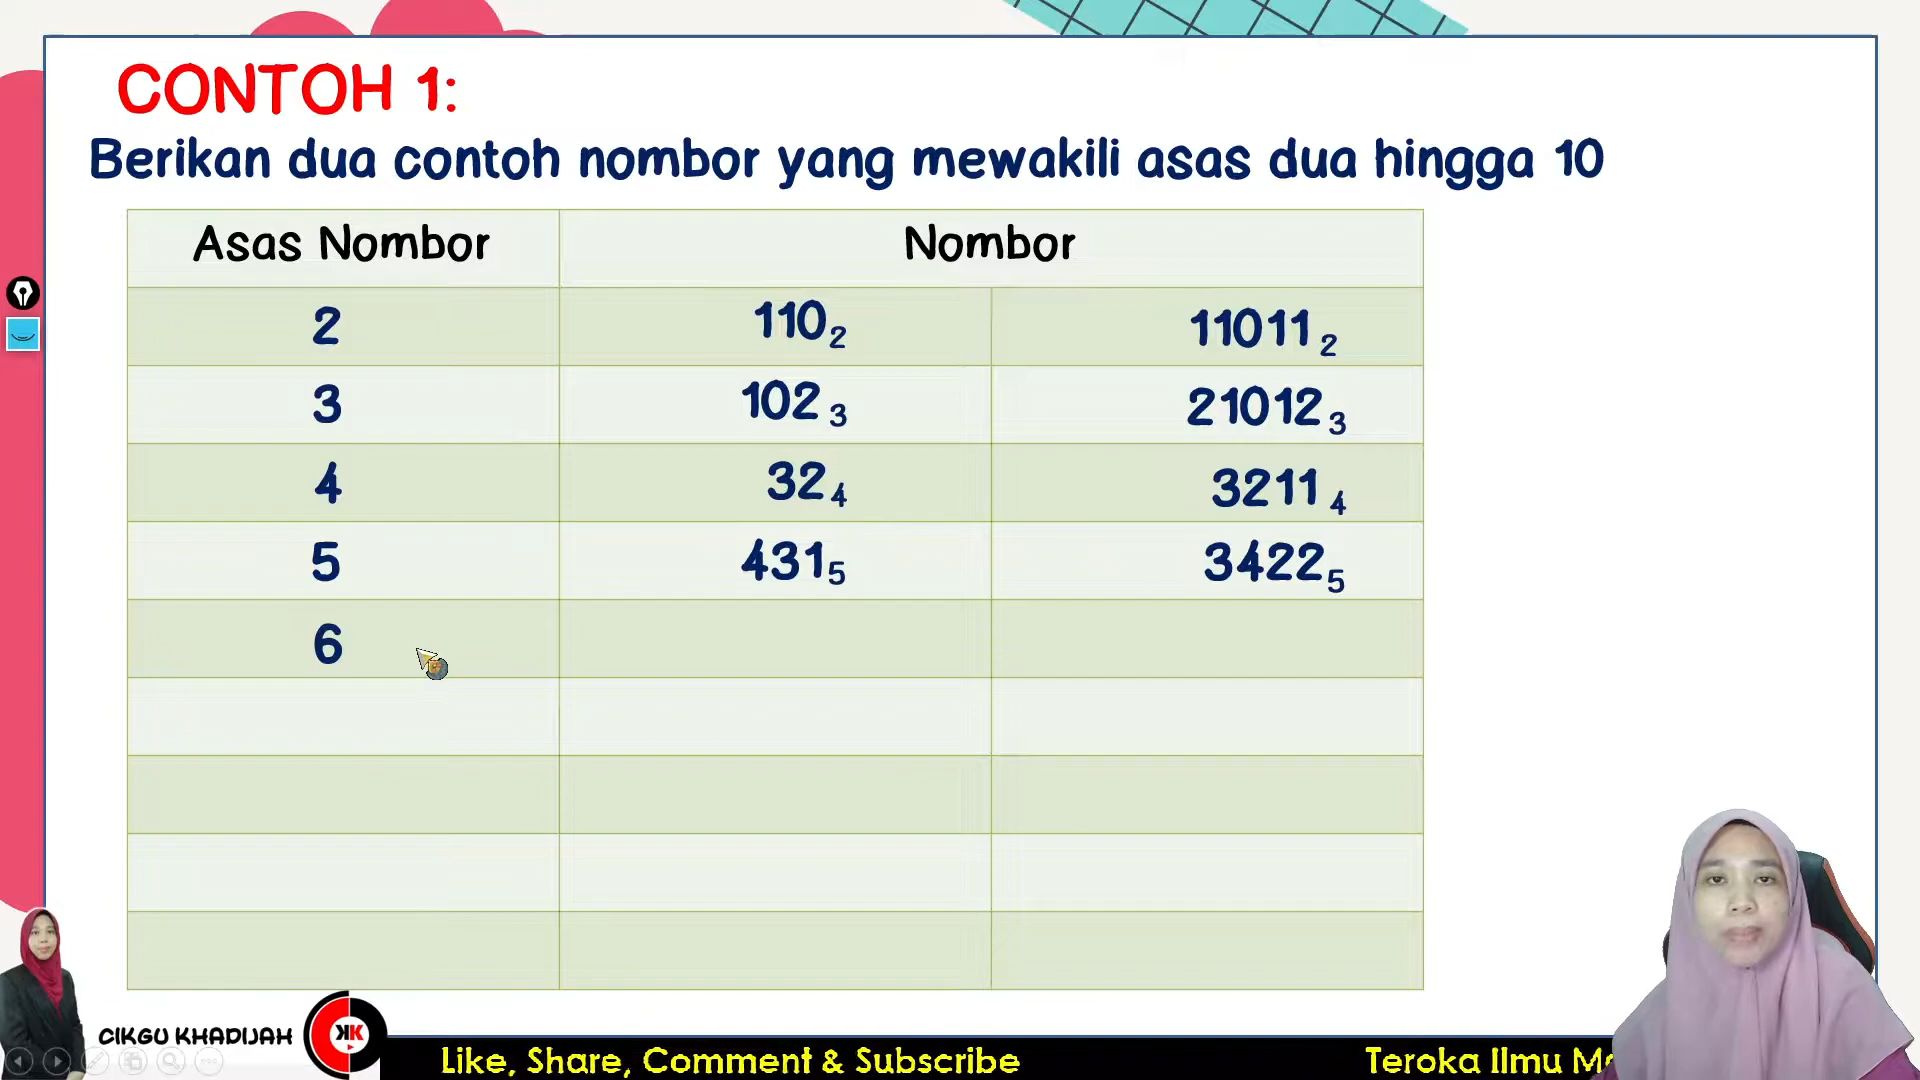 CONTOH 1:
Berikan dua contoh nombor yang mewakili asas dua hingga 10
Asas Nombor Nombor
2 110₂ 11011₂
3 102₃ 21012₃
4 32₄ 3211₄
5 431₅ 3422₅
6
CIKGU KHADIJAH KK
Like, Share, Comment & Subscribe Teroka Ilmu